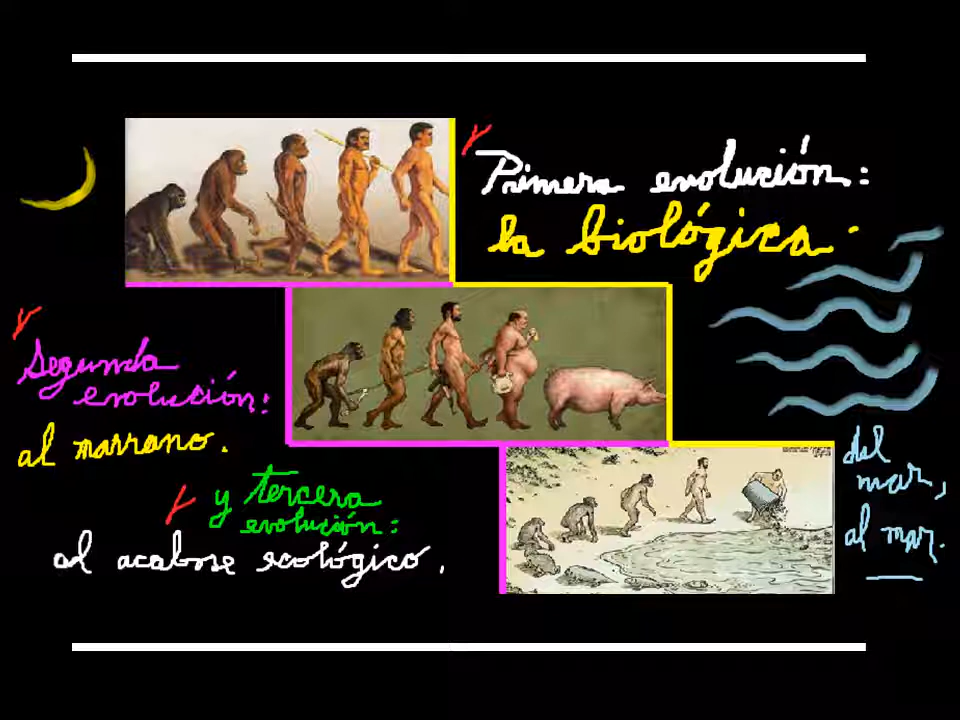 Primera evolución:
la biológica.
Segunda
evolución:
al marrano.
y tercera
evolución:
al acabose ecológico.
del
mar,
al mar.